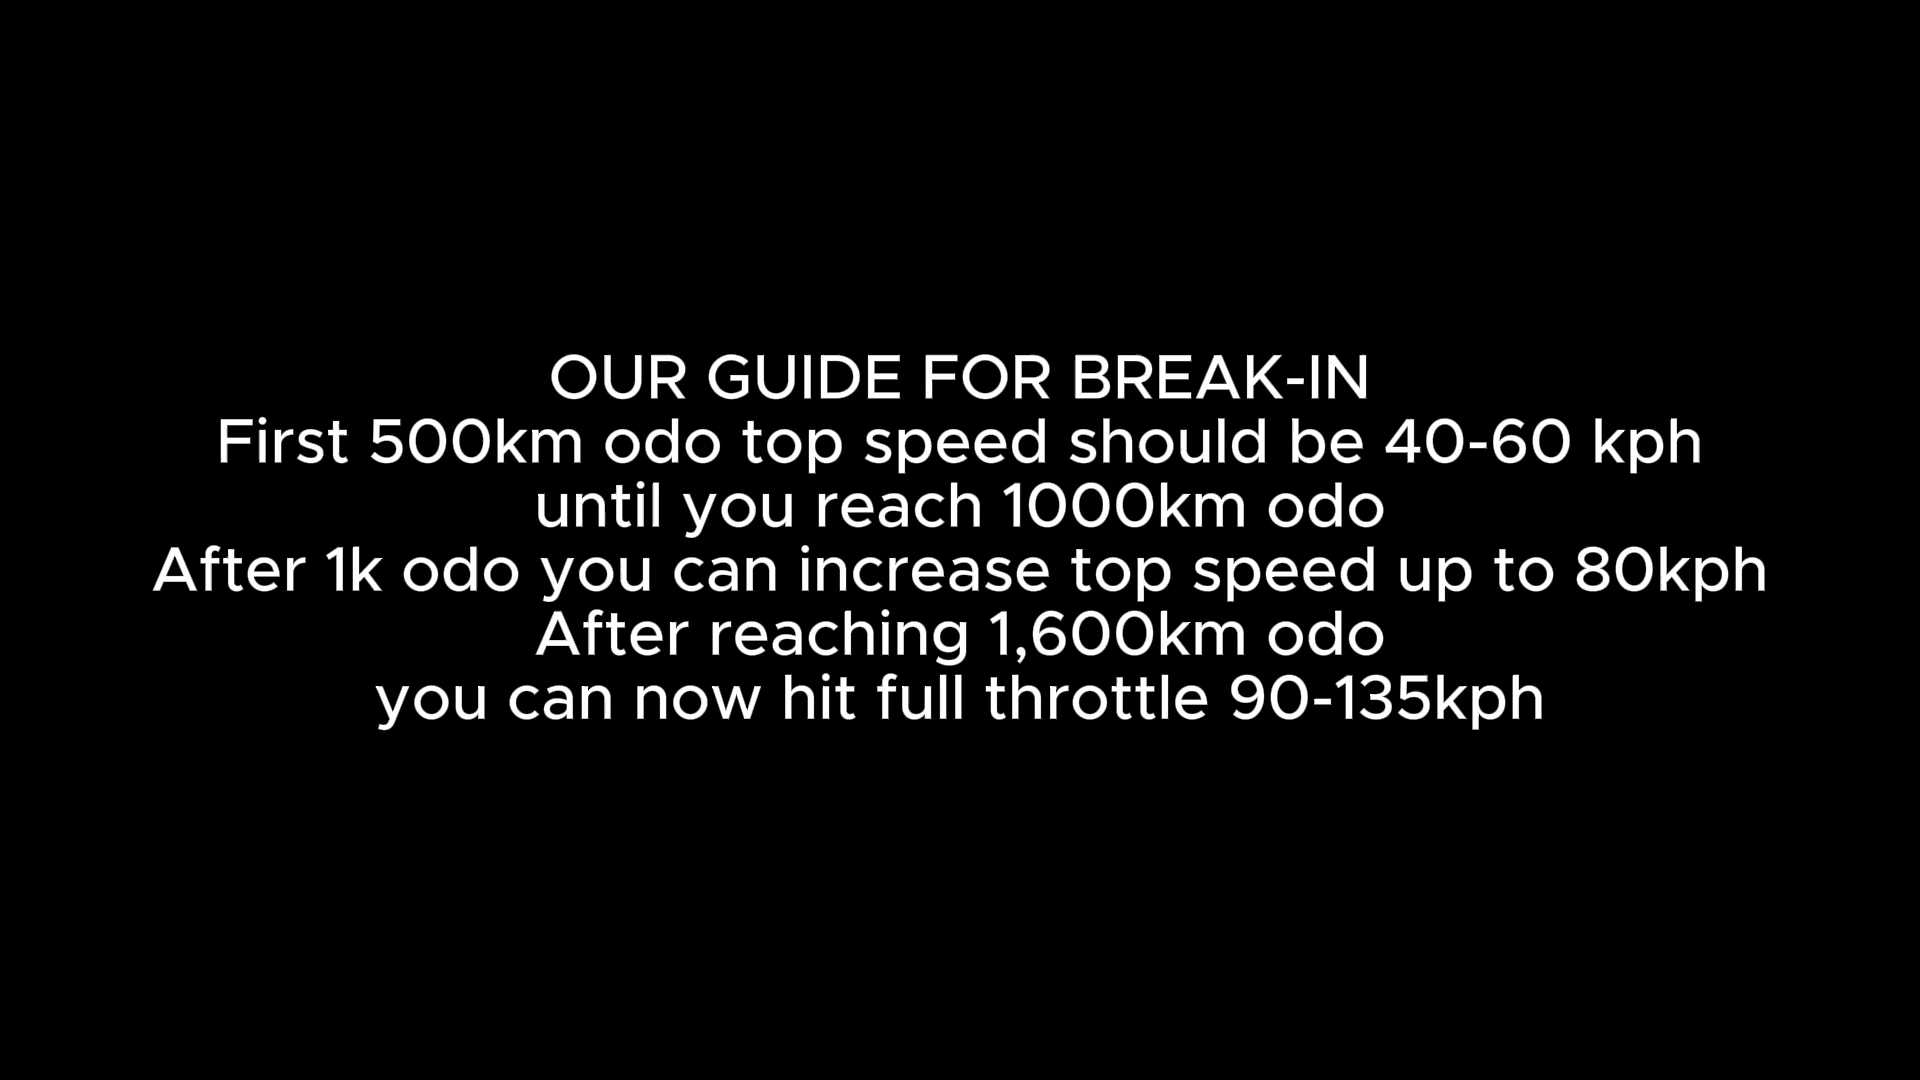 OUR GUIDE FOR BREAK-IN
First 500km odo top speed should be 40-60 kph
until you reach 1000km odo
After 1k odo you can increase top speed up to 80kph
After reaching 1,600km odo
you can now hit full throttle 90-135kph